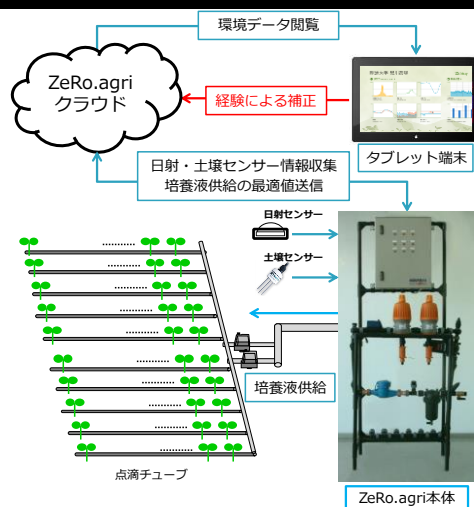 環境データ閲覧
ZeRo.agri
クラウド
経験による補正
タブレット端末
日射・土壌センサー情報収集
培養液供給の最適値送信
日射センサー
土壌センサー
培養液供給
点滴チューブ
ZeRo.agri本体